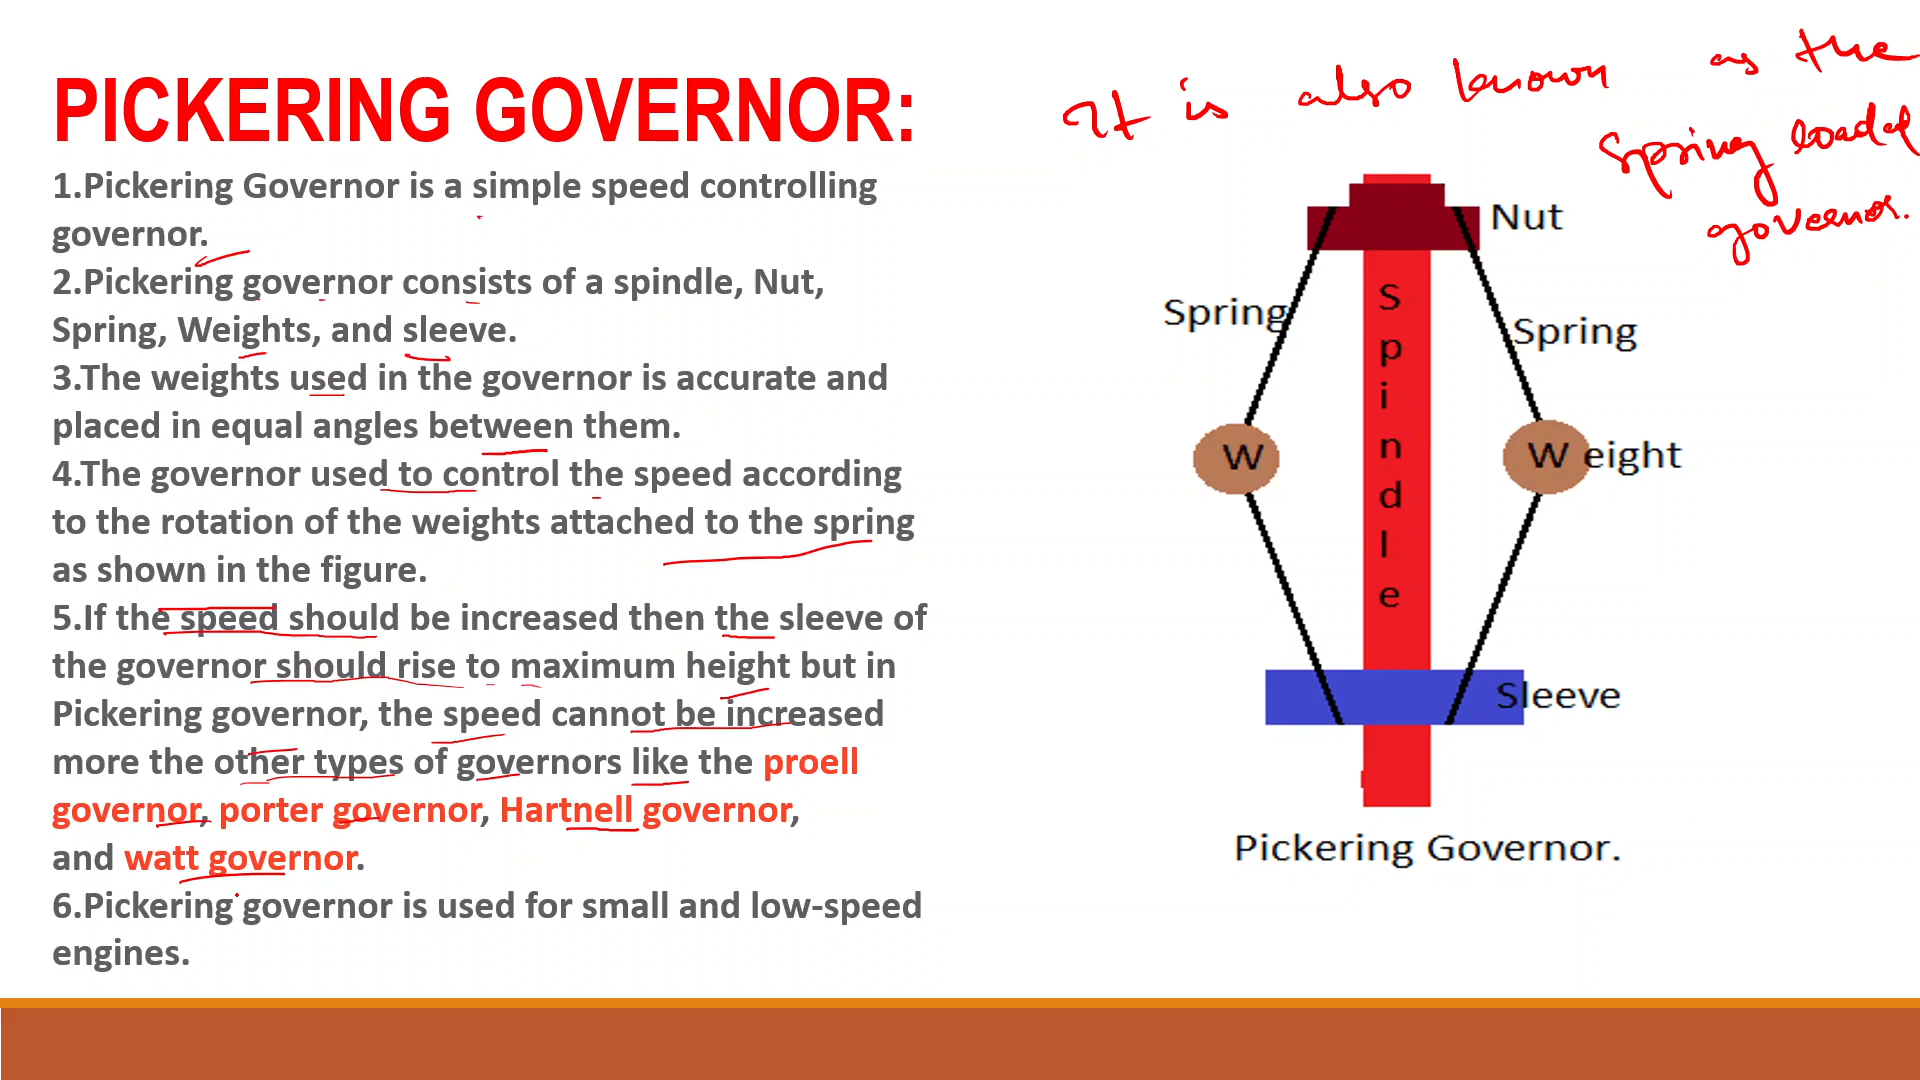 PICKERING GOVERNOR:
1.Pickering Governor is a simple speed controlling
governor.
2.Pickering governor consists of a spindle, Nut,
Spring, Weights, and sleeve.
3.The weights used in the governor is accurate and
placed in equal angles between them.
4.The governor used to control the speed according
to the rotation of the weights attached to the spring
as shown in the figure.
5.If the speed should be increased then the sleeve of
the governor should rise to maximum height but in
Pickering governor, the speed cannot be increased
more the other types of governors like the proell
governor, porter governor, Hartnell governor,
and watt governor.
6.Pickering governor is used for small and low-speed
engines.
It is also known as the
Spring loaded
governor.
Nut
Spring
Spring
Spindle
W
Weight
Sleeve
Pickering Governor.